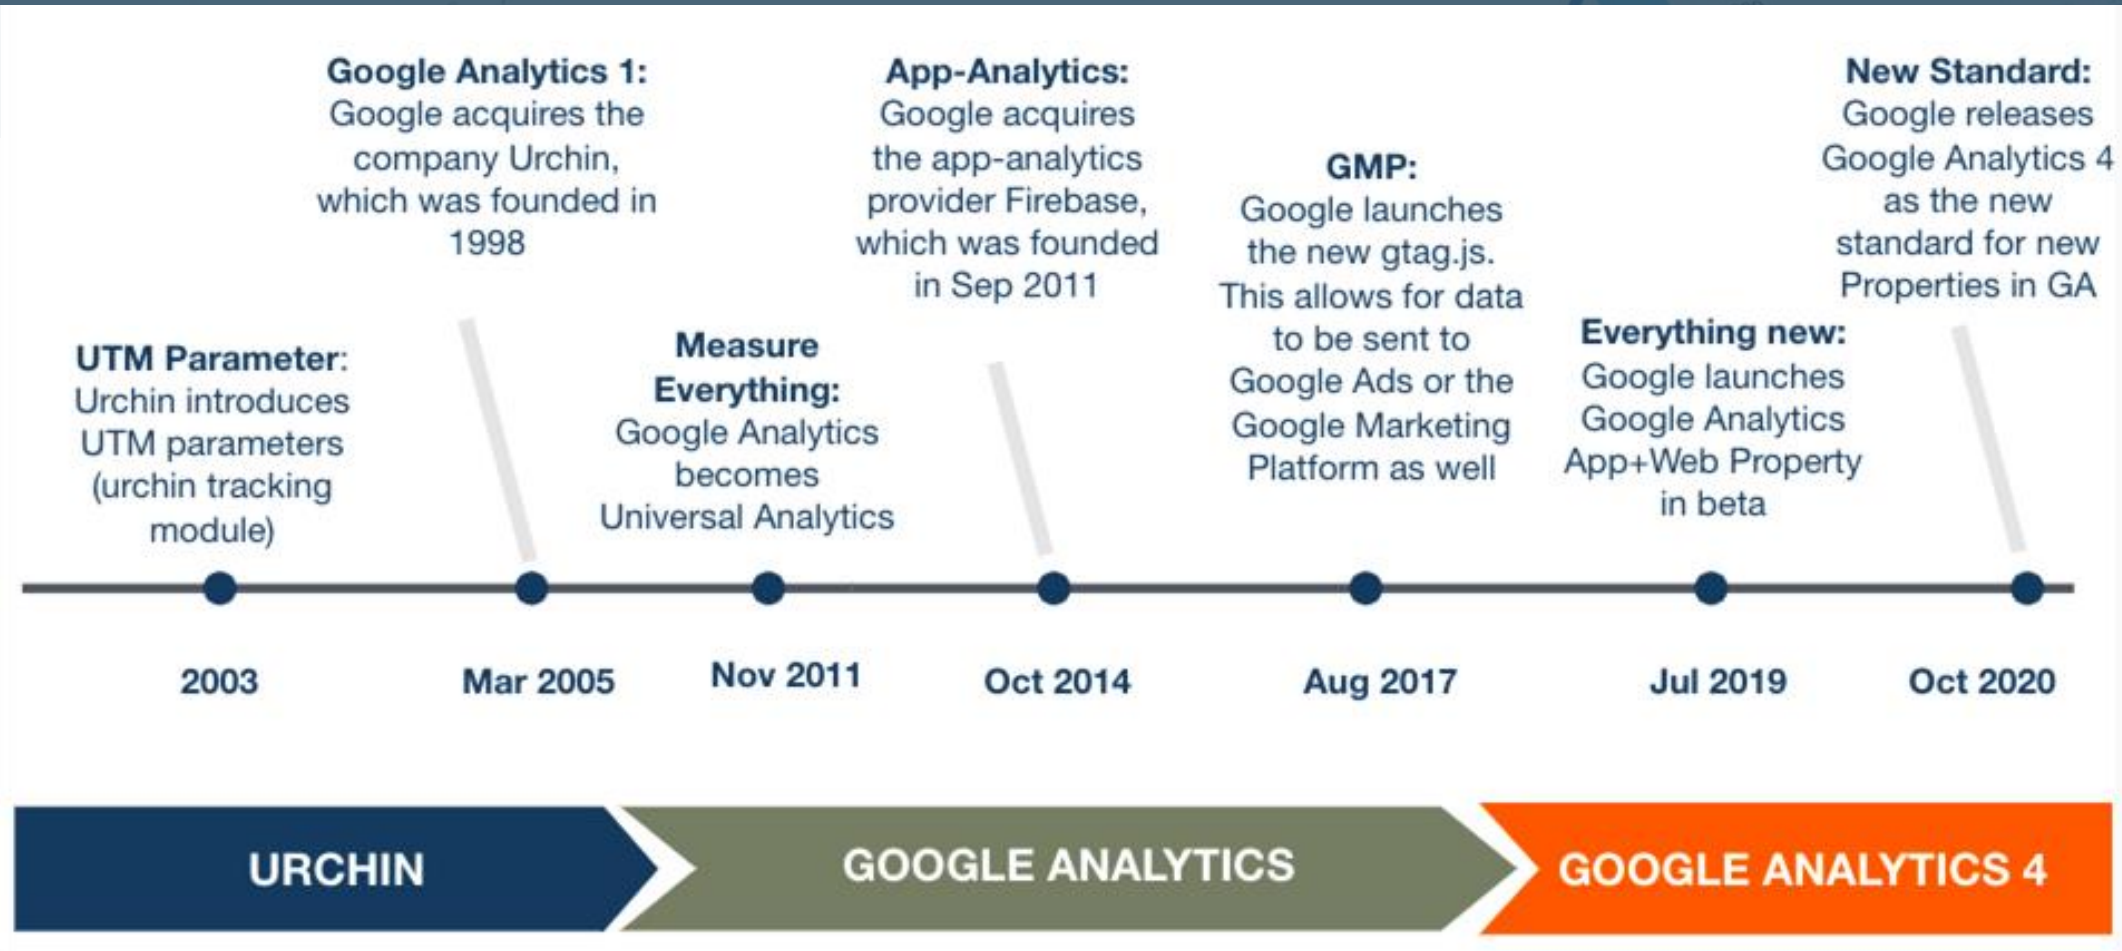 UTM Parameter:
Urchin introduces
UTM parameters
(urchin tracking
module)
Google Analytics 1:
Google acquires the
company Urchin,
which was founded in
1998
Measure
Everything:
Google Analytics
becomes
Universal Analytics
App-Analytics:
Google acquires
the app-analytics
provider Firebase,
which was founded
in Sep 2011
GMP:
Google launches
the new gtag.js.
This allows for data
to be sent to
Google Ads or the
Google Marketing
Platform as well
Everything new:
Google launches
Google Analytics
App+Web Property
in beta
New Standard:
Google releases
Google Analytics 4
as the new
standard for new
Properties in GA
2003
Mar 2005
Nov 2011
Oct 2014
Aug 2017
Jul 2019
Oct 2020
URCHIN
GOOGLE ANALYTICS
GOOGLE ANALYTICS 4